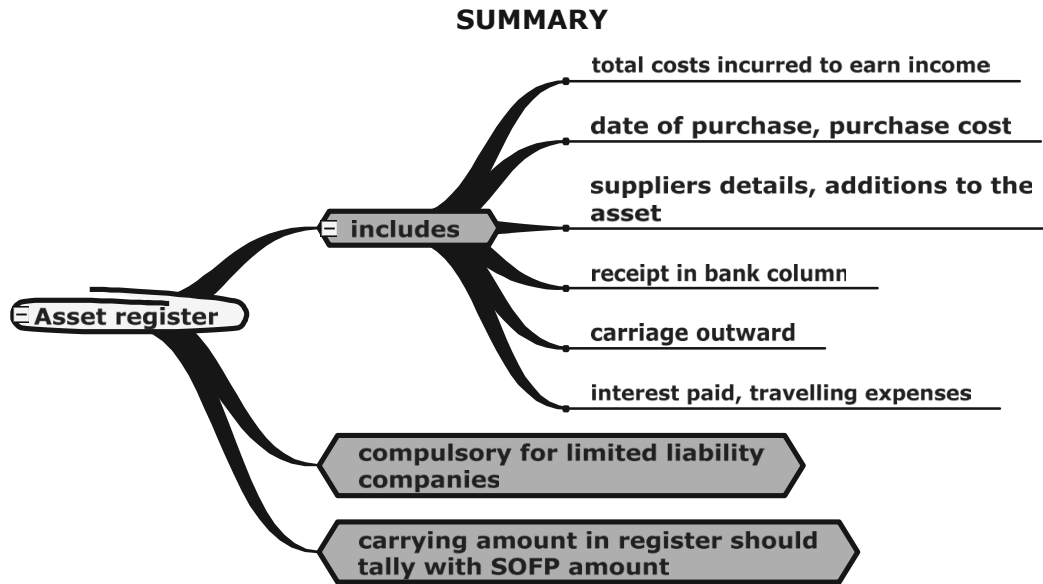 SUMMARY
total costs incurred to earn income
date of purchase, purchase cost
suppliers details, additions to the
asset
includes
receipt in bank column
Asset register
carriage outward
interest paid, travelling expenses
compulsory for limited liability
companies
carrying amount in register should
tally with SOFP amount